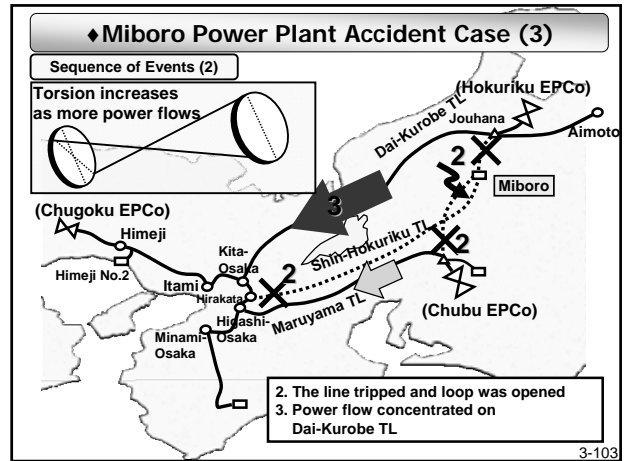 ♦Miboro Power Plant Accident Case (3)
Sequence of Events (2)
Torsion increases
as more power flows
(Hokuriku EPCo)
Jouhana
Aimoto
Dai-Kurobe TL
2
Miboro
3
(Chugoku EPCo)
Himeji
Himeji No.2
Itami
Kita-
Osaka
Hirakata
2
Shin-Hokuriku TL
2
Higashi-
Osaka
Maruyama TL
(Chubu EPCo)
Minami-
Osaka
2. The line tripped and loop was opened
3. Power flow concentrated on
Dai-Kurobe TL
3-103